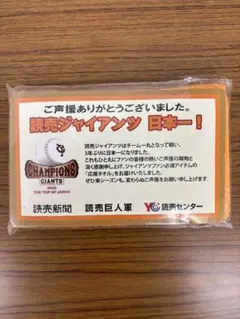 ご声援ありがとうございました。
読売ジャイアンツ 日本一！
読売ジャイアンツはチーム一丸となって戦い、
3年ぶりに日本一になりました。
これもひとえにファンの皆様の熱いご声援の賜物と
深く感謝申し上げ、ジャイアンツファン必須アイテムの
「応援タオル」をお届けいたしました。
ぜひ来シーズンも、変わらぬご声援をお願い申し上げます。
CHAMPIONS
GIANTS
THE TOP OF JAPAN
読売新聞 読売巨人軍 YC読売センター